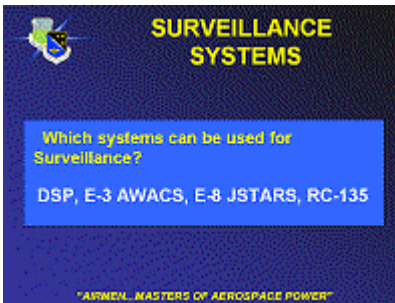 SURVEILLANCE
SYSTEMS
Which systems can be used for
Surveillance?
DSP, E-3 AWACS, E-8 JSTARS, RC-135
"AIRMEN...MASTERS OF AEROSPACE POWER"